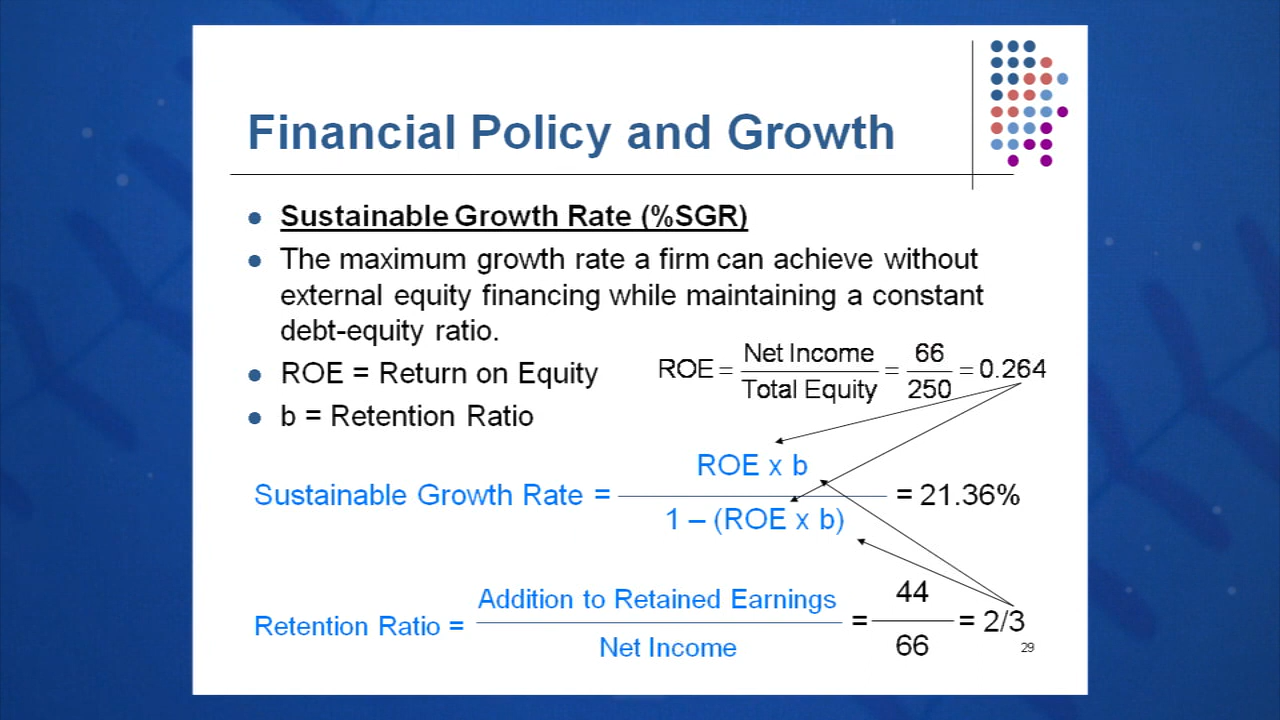 Financial Policy and Growth
Sustainable Growth Rate (%SGR)
The maximum growth rate a firm can achieve without
external equity financing while maintaining a constant
debt-equity ratio.
ROE = Return on Equity
ROE = Net Income / Total Equity = 66 / 250 = 0.264
b = Retention Ratio
Sustainable Growth Rate = ROE x b / 1 – (ROE x b) = 21.36%
Retention Ratio = Addition to Retained Earnings / Net Income = 44 / 66 = 2/3
29